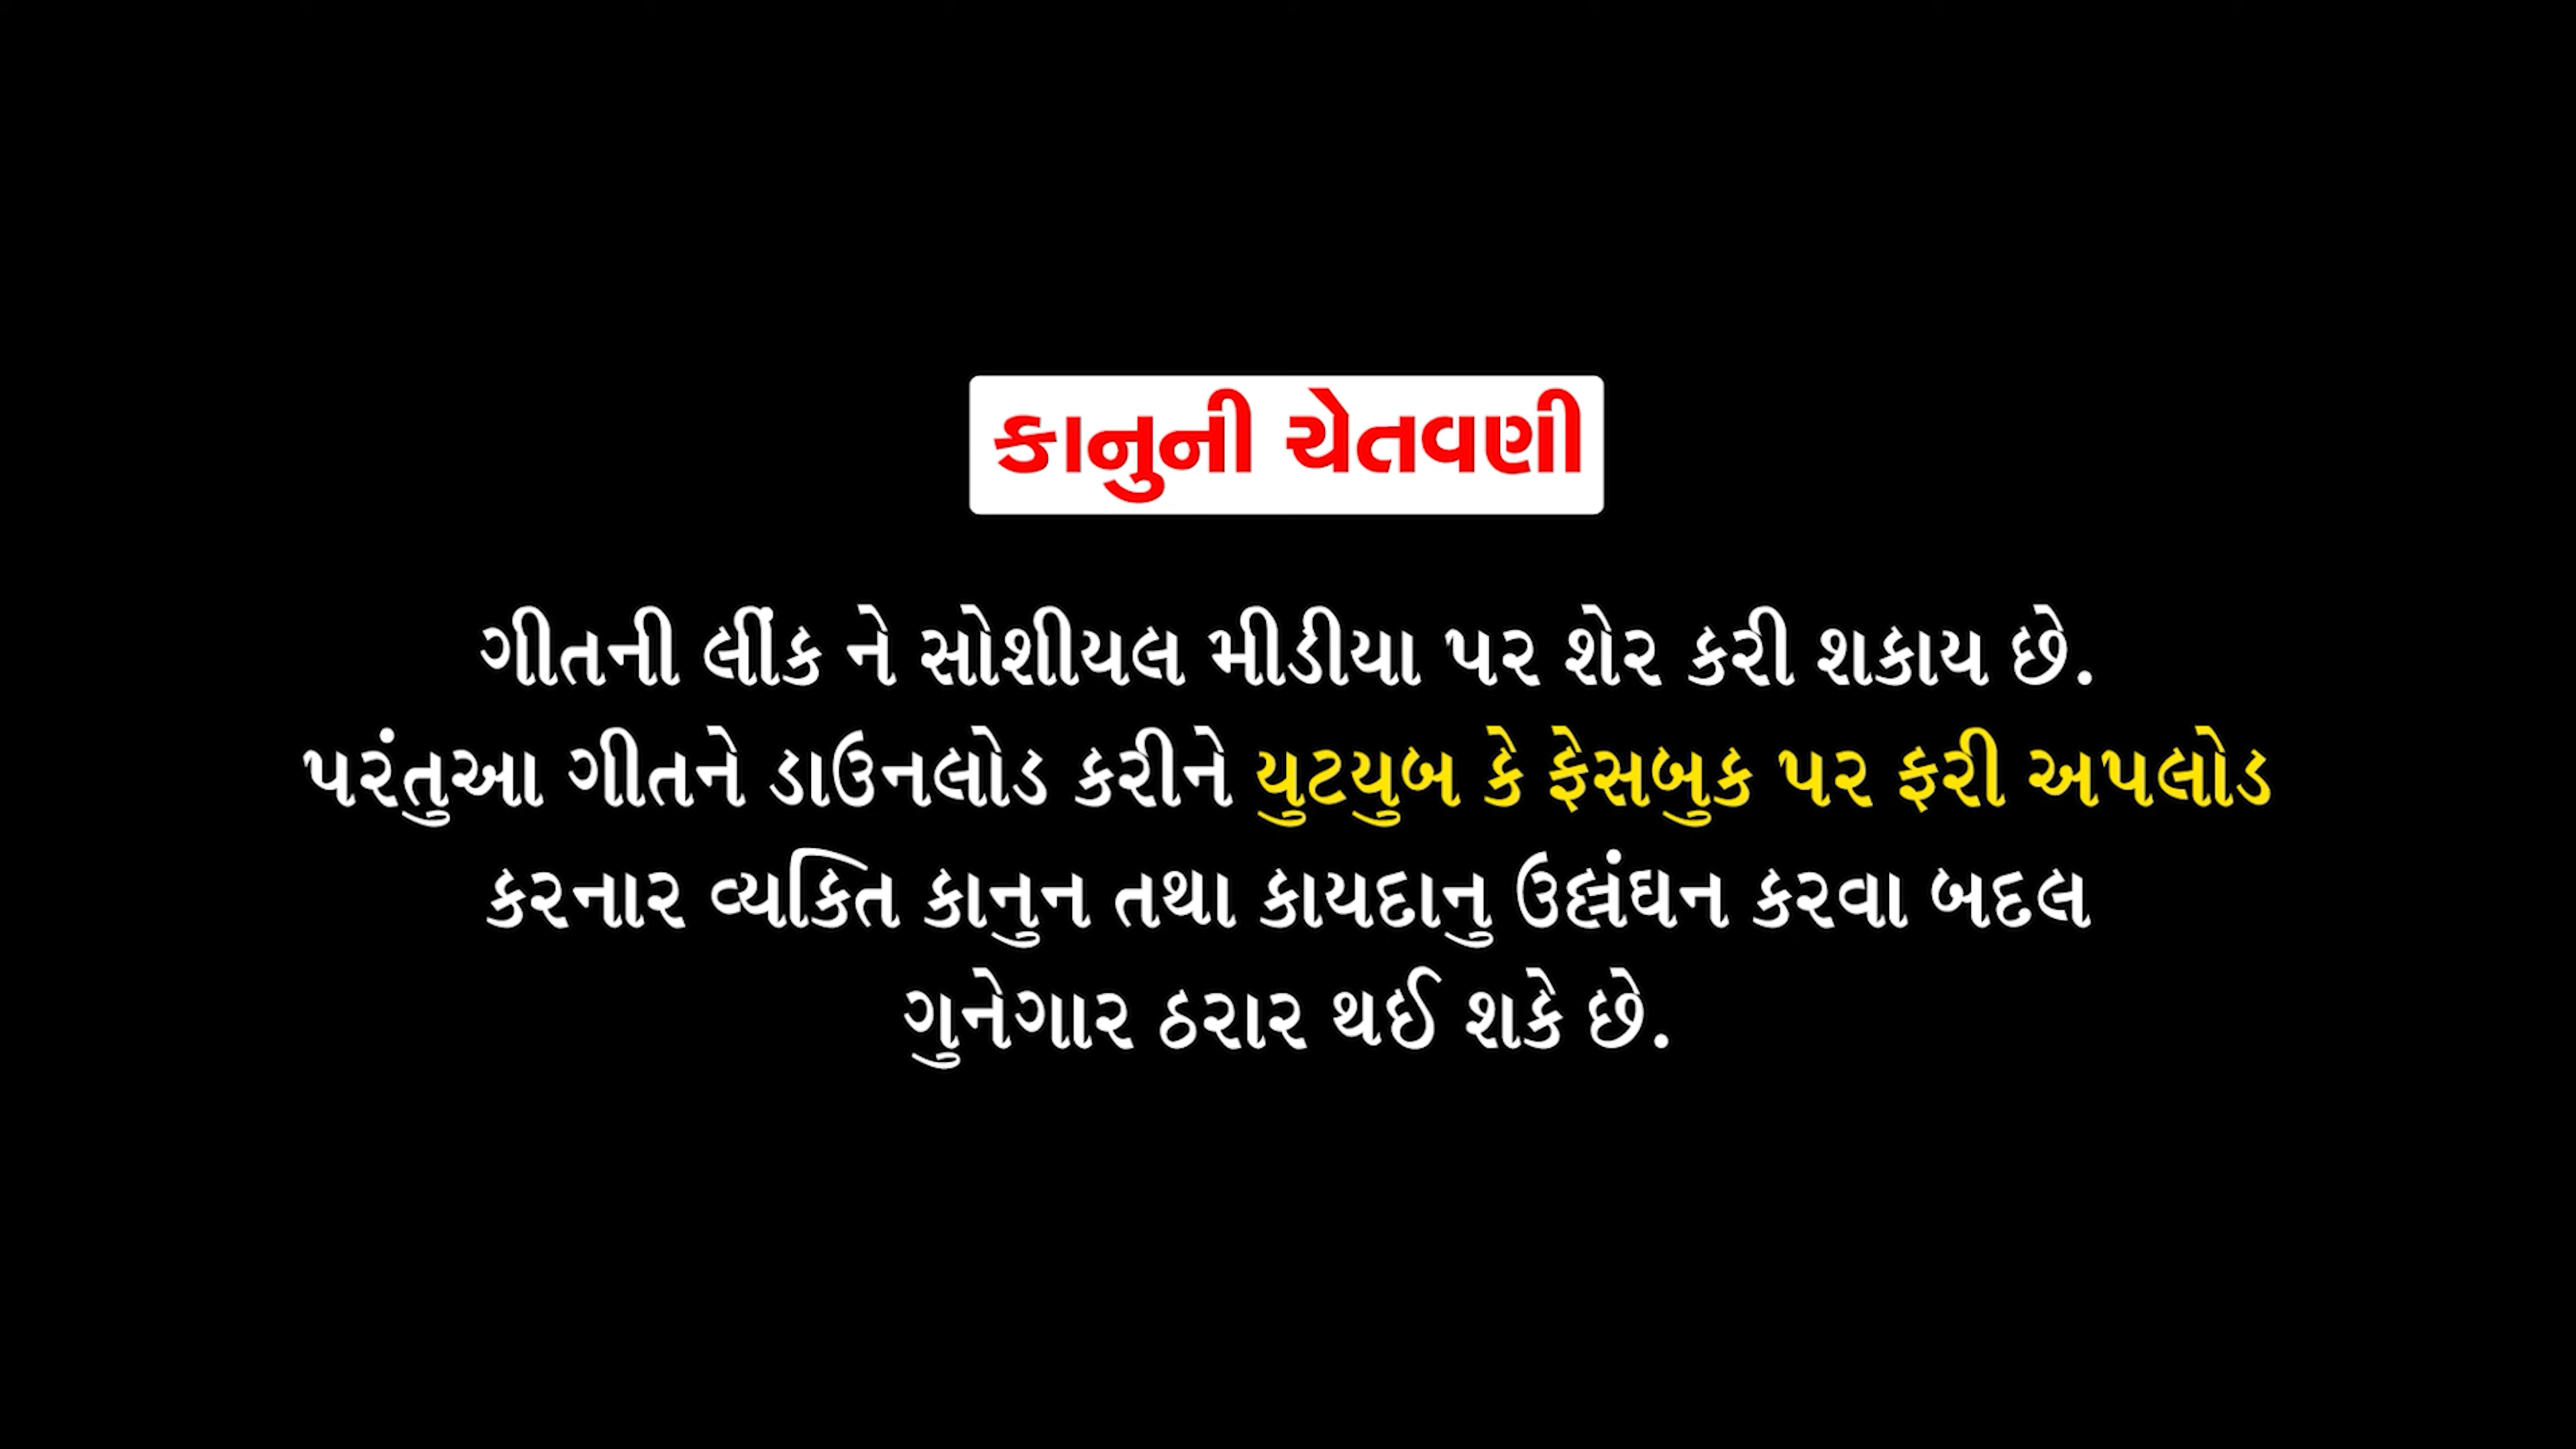 કાનુની ચેતવણી
ગીતની લીંક ને સોશીયલ મીડીયા પર શેર કરી શકાય છે.
પરંતુઆ ગીતને ડાઉનલોડ કરીને યુટયુબ કે ફેસબુક પર ફરી અપલોડ
કરનાર વ્યકિત કાનુન તથા કાયદાનુ ઉલ્લંઘન કરવા બદલ
ગુનેગાર ઠરાર થઈ શકે છે.